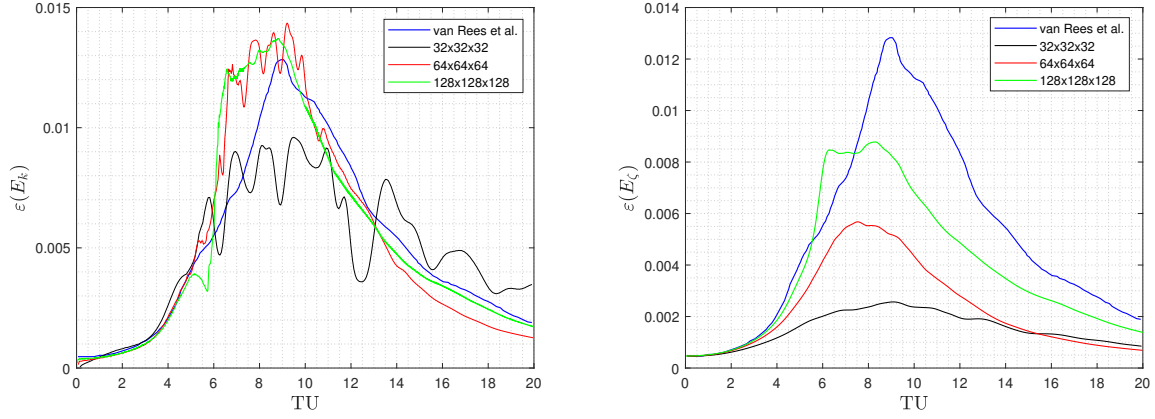 0.015
0.01
0.005
0
ε(E_k)
0 2 4 6 8 10 12 14 16 18 20
TU
van Rees et al.
32x32x32
64x64x64
128x128x128
0.014
0.012
0.01
0.008
0.006
0.004
0.002
0
ε(E_ζ)
0 2 4 6 8 10 12 14 16 18 20
TU
van Rees et al.
32x32x32
64x64x64
128x128x128